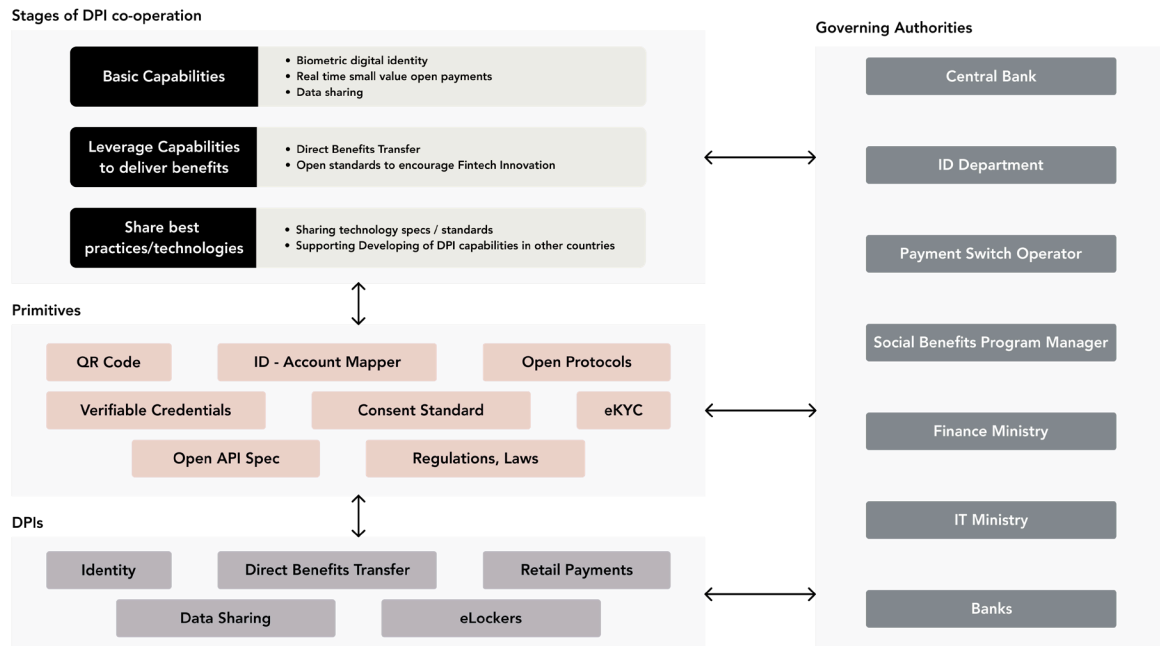 Stages of DPI co-operation
Basic Capabilities
• Biometric digital identity
• Real time small value open payments
• Data sharing
Leverage Capabilities
to deliver benefits
• Direct Benefits Transfer
• Open standards to encourage Fintech Innovation
Share best
practices/technologies
• Sharing technology specs / standards
• Supporting Developing of DPI capabilities in other countries
Primitives
QR Code
ID - Account Mapper
Open Protocols
Verifiable Credentials
Consent Standard
eKYC
Open API Spec
Regulations, Laws
DPIs
Identity
Direct Benefits Transfer
Retail Payments
Data Sharing
eLockers
Governing Authorities
Central Bank
ID Department
Payment Switch Operator
Social Benefits Program Manager
Finance Ministry
IT Ministry
Banks